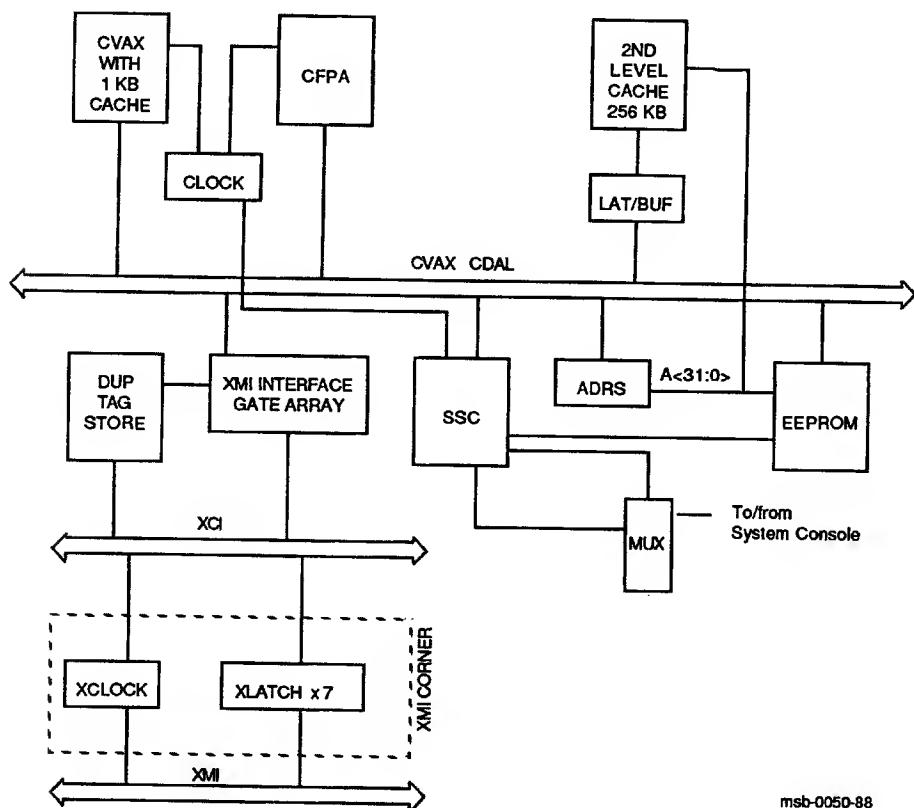 CVAX
WITH
1 KB
CACHE
CFPA
2ND
LEVEL
CACHE
256 KB
CLOCK
LAT/BUF
CVAX CDAL
DUP
TAG
STORE
XMI INTERFACE
GATE ARRAY
SSC
ADRS
A<31:0>
EEPROM
MUX
To/from
System Console
XCI
XCLOCK
XLATCH x 7
XMI CORNER
XMI
msb-0050-88